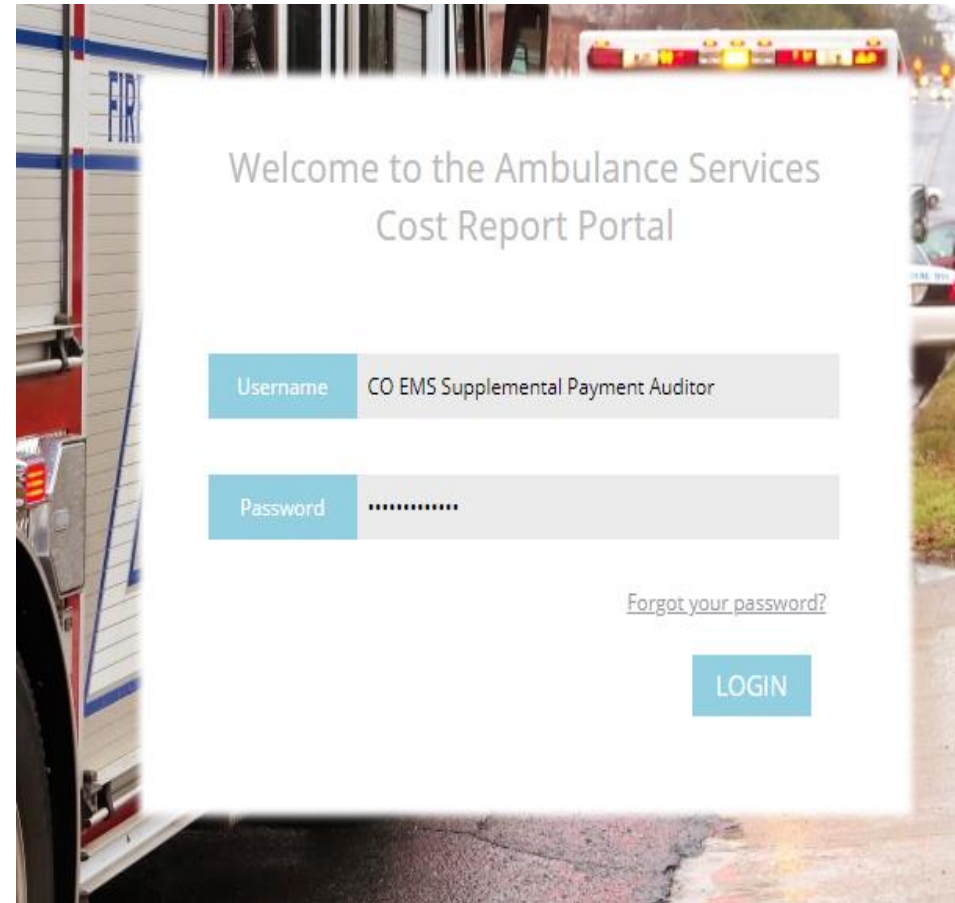 FIR
Welcome to the Ambulance Services
Cost Report Portal
Username CO EMS Supplemental Payment Auditor
Password •••••••••••••
Forgot your password?
LOGIN